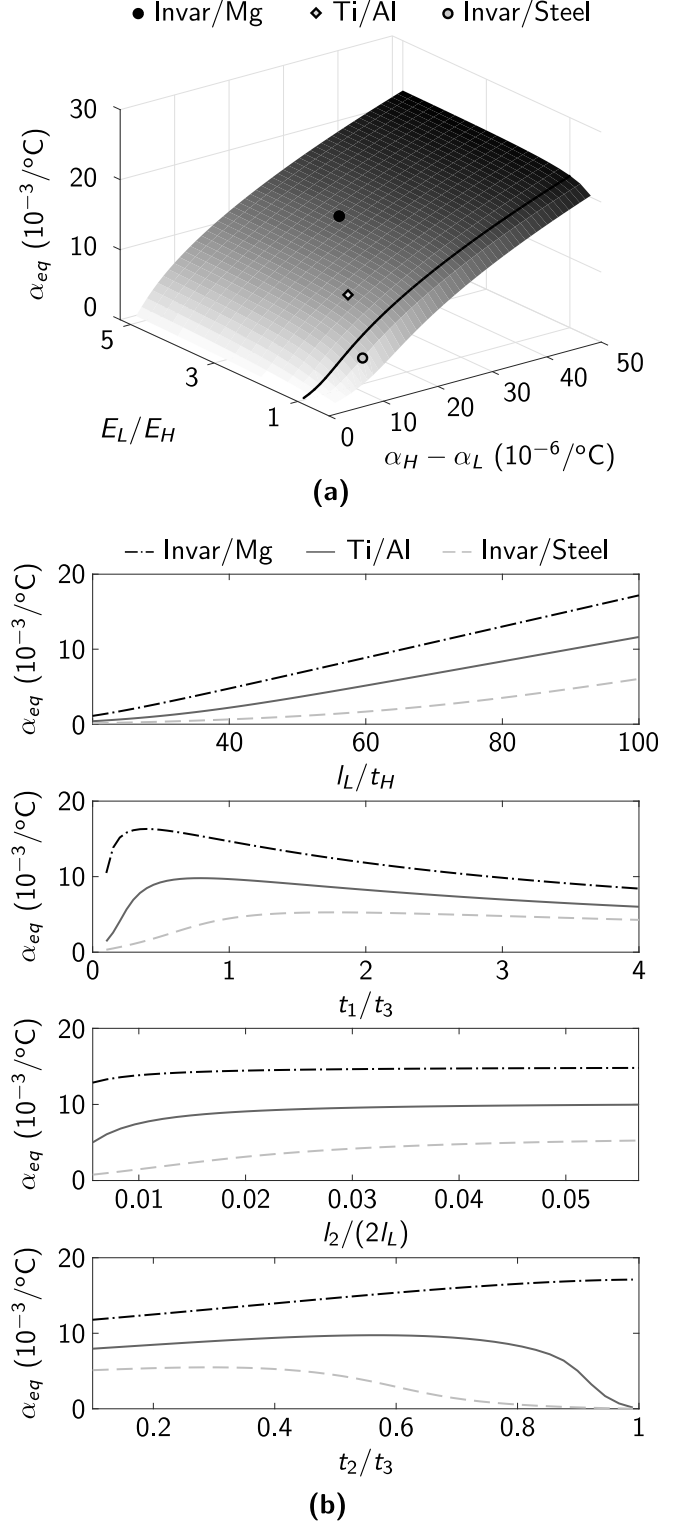 Invar/Mg Ti/Al Invar/Steel
α_eq (10^−3/°C)
30
20
10
0
5
3
1
E_L/E_H
0
10
20
30
40
50
α_H − α_L (10^−6/°C)
(a)
Invar/Mg Ti/Al Invar/Steel
α_eq (10^−3/°C)
20
10
0
40 60 80 100
l_L/t_H
α_eq (10^−3/°C)
20
10
0
0 1 2 3 4
t_1/t_3
α_eq (10^−3/°C)
20
10
0
0.01 0.02 0.03 0.04 0.05
l_2/(2l_L)
α_eq (10^−3/°C)
20
10
0
0.2 0.4 0.6 0.8 1
t_2/t_3
(b)